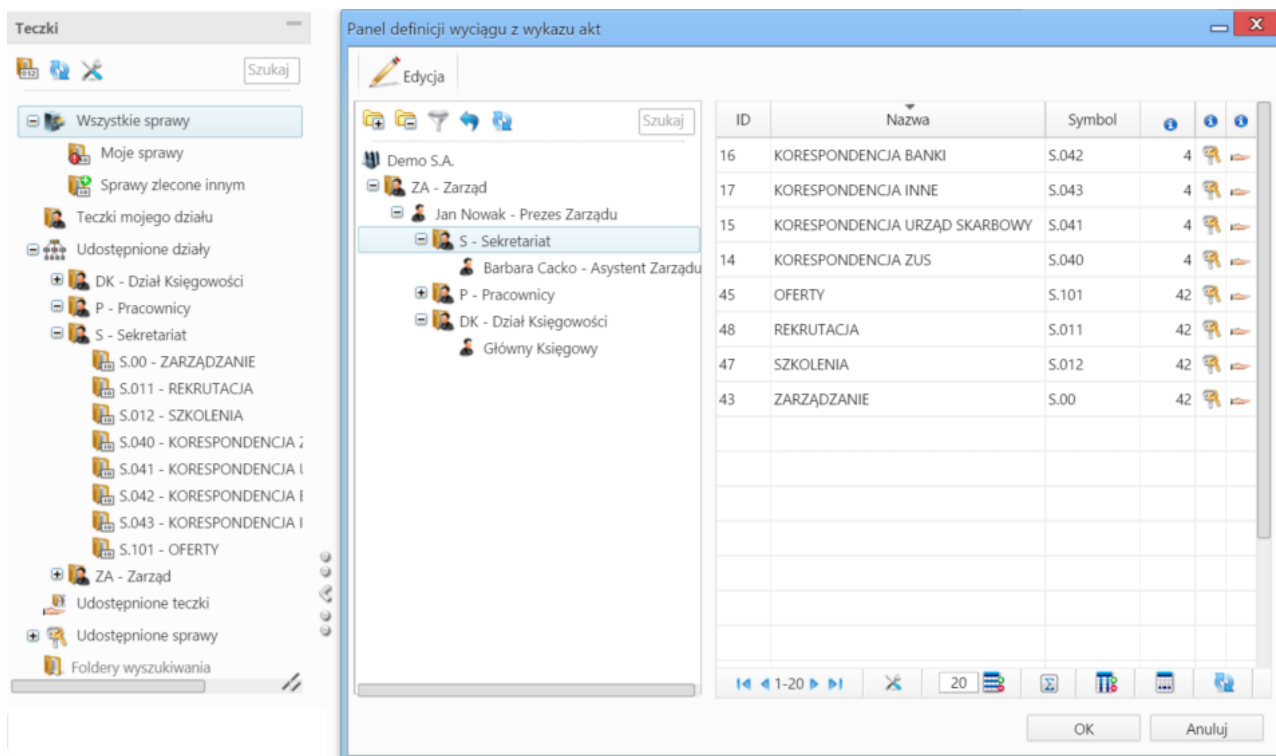 Teczki
Szukaj
Wszystkie sprawy
Moje sprawy
Sprawy zlecone innym
Teczki mojego działu
Udostępnione działy
DK - Dział Księgowości
P - Pracownicy
S - Sekretariat
S.00 - ZARZĄDZANIE
S.011 - REKRUTACJA
S.012 - SZKOLENIA
S.040 - KORESPONDENCJA Z
S.041 - KORESPONDENCJA U
S.042 - KORESPONDENCJA B
S.043 - KORESPONDENCJA I
S.101 - OFERTY
ZA - Zarząd
Udostępnione teczki
Udostępnione sprawy
Foldery wyszukiwania
Panel definicji wyciągu z wykazu akt
Edycja
Szukaj
Demo S.A.
ZA - Zarząd
Jan Nowak - Prezes Zarządu
S - Sekretariat
Barbara Cacko - Asystent Zarządu
P - Pracownicy
DK - Dział Księgowości
Główny Księgowy
ID Nazwa Symbol
16 KORESPONDENCJA BANKI S.042 4
17 KORESPONDENCJA INNE S.043 4
15 KORESPONDENCJA URZĄD SKARBOWY S.041 4
14 KORESPONDENCJA ZUS S.040 4
45 OFERTY S.101 42
48 REKRUTACJA S.011 42
47 SZKOLENIA S.012 42
43 ZARZĄDZANIE S.00 42
1-20 20
OK Anuluj